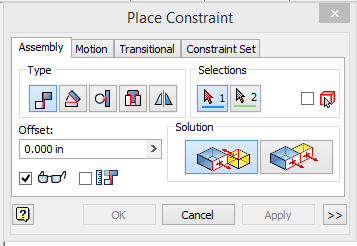 Place Constraint
Assembly Motion Transitional Constraint Set
Type Selections
1 2
Offset: Solution
0.000 in >
? OK Cancel Apply >>